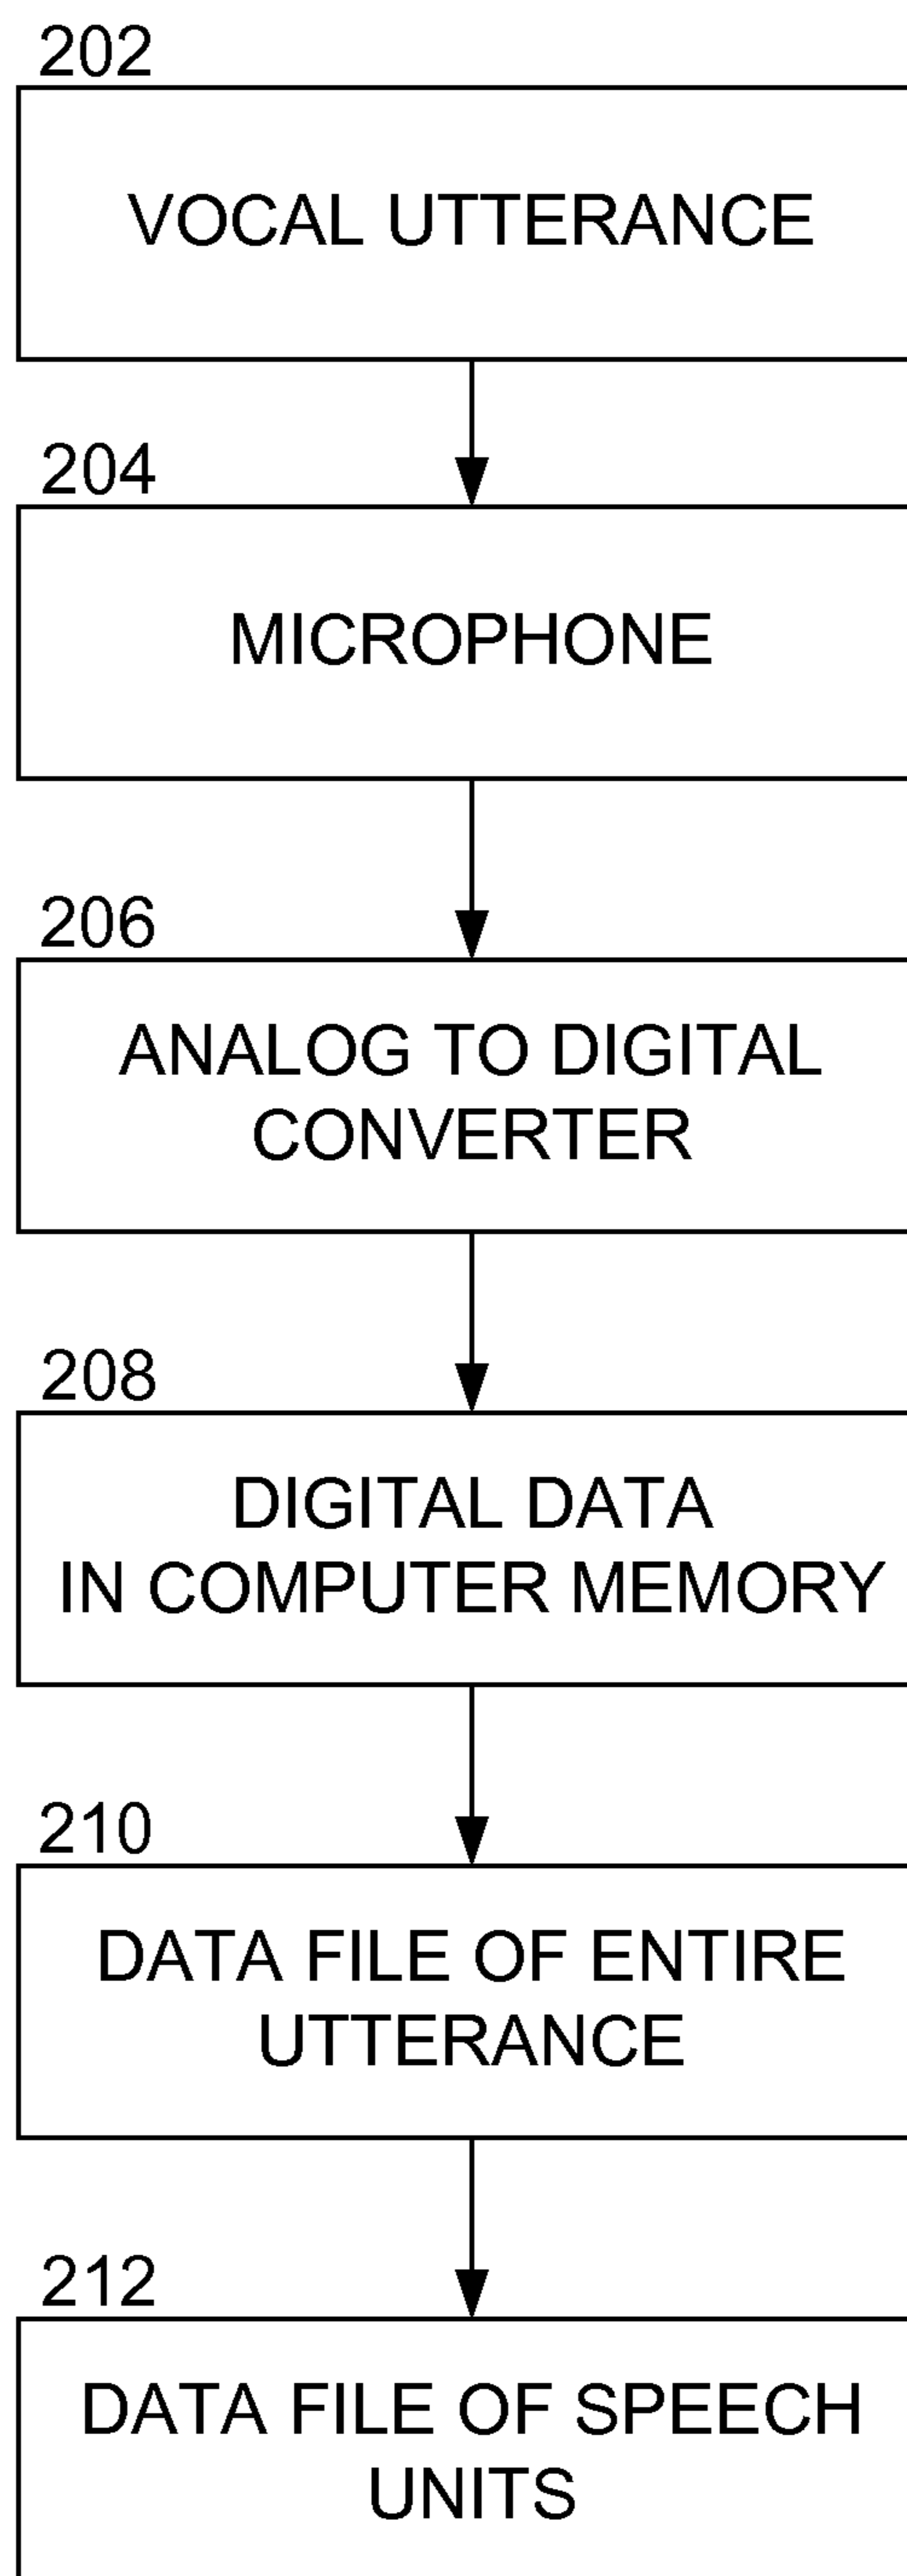 202
VOCAL UTTERANCE
204
MICROPHONE
206
ANALOG TO DIGITAL
CONVERTER
208
DIGITAL DATA
IN COMPUTER MEMORY
210
DATA FILE OF ENTIRE
UTTERANCE
212
DATA FILE OF SPEECH
UNITS